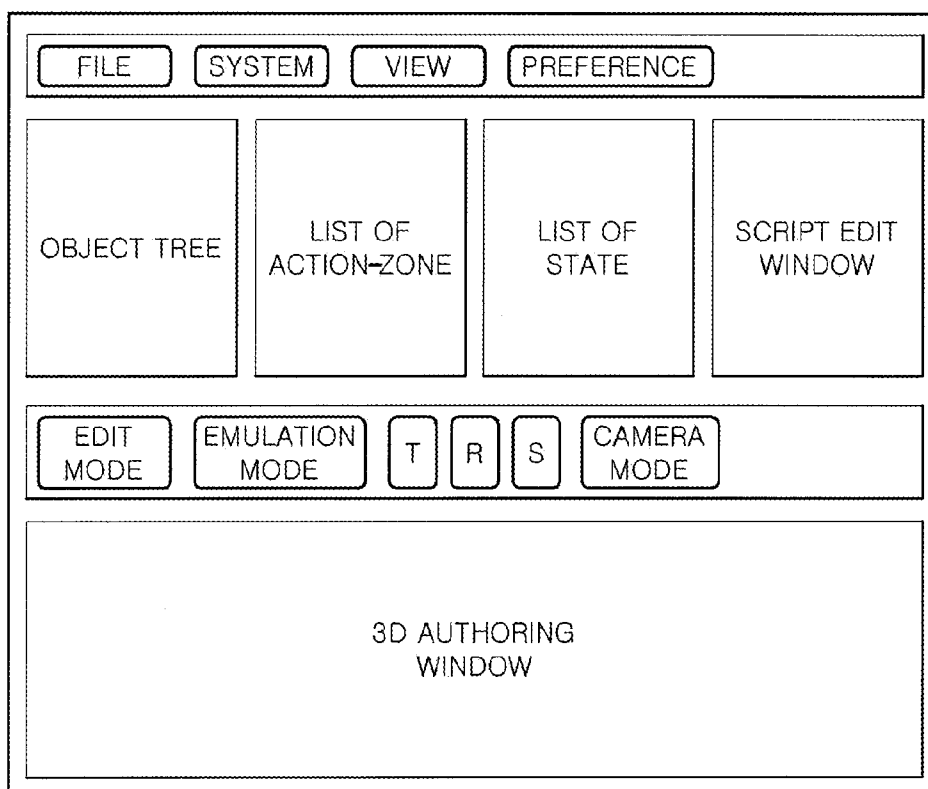 FILE SYSTEM VIEW PREFERENCE
OBJECT TREE
LIST OF
ACTION-ZONE
LIST OF
STATE
SCRIPT EDIT
WINDOW
EDIT
MODE
EMULATION
MODE
T R S
CAMERA
MODE
3D AUTHORING
WINDOW